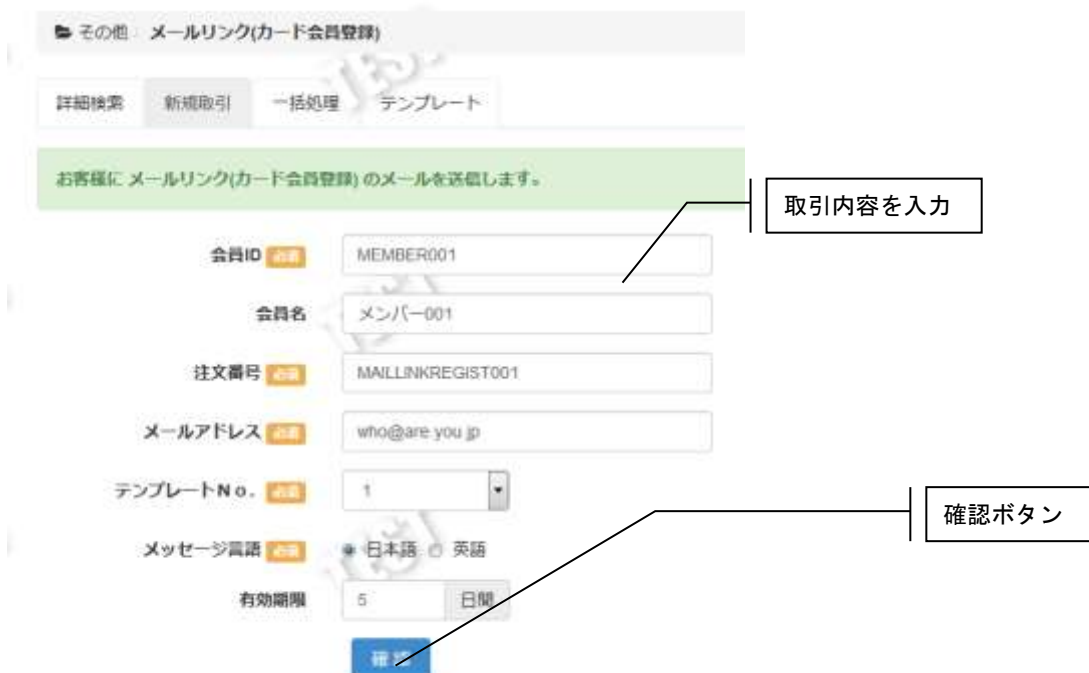 その他 メールリンク(カード会員登録)
詳細検索 新規取引 一括処理 テンプレート
お客様に メールリンク(カード会員登録) のメールを送信します。
取引内容を入力
会員ID 必須 MEMBER001
会員名 メンバー001
注文番号 必須 MAILLINKREGIST001
メールアドレス 必須 who@are.you.jp
テンプレートNo. 必須 1
確認ボタン
メッセージ言語 必須 日本語 英語
有効期限 5 日間
確認
TEST
TEST
TEST